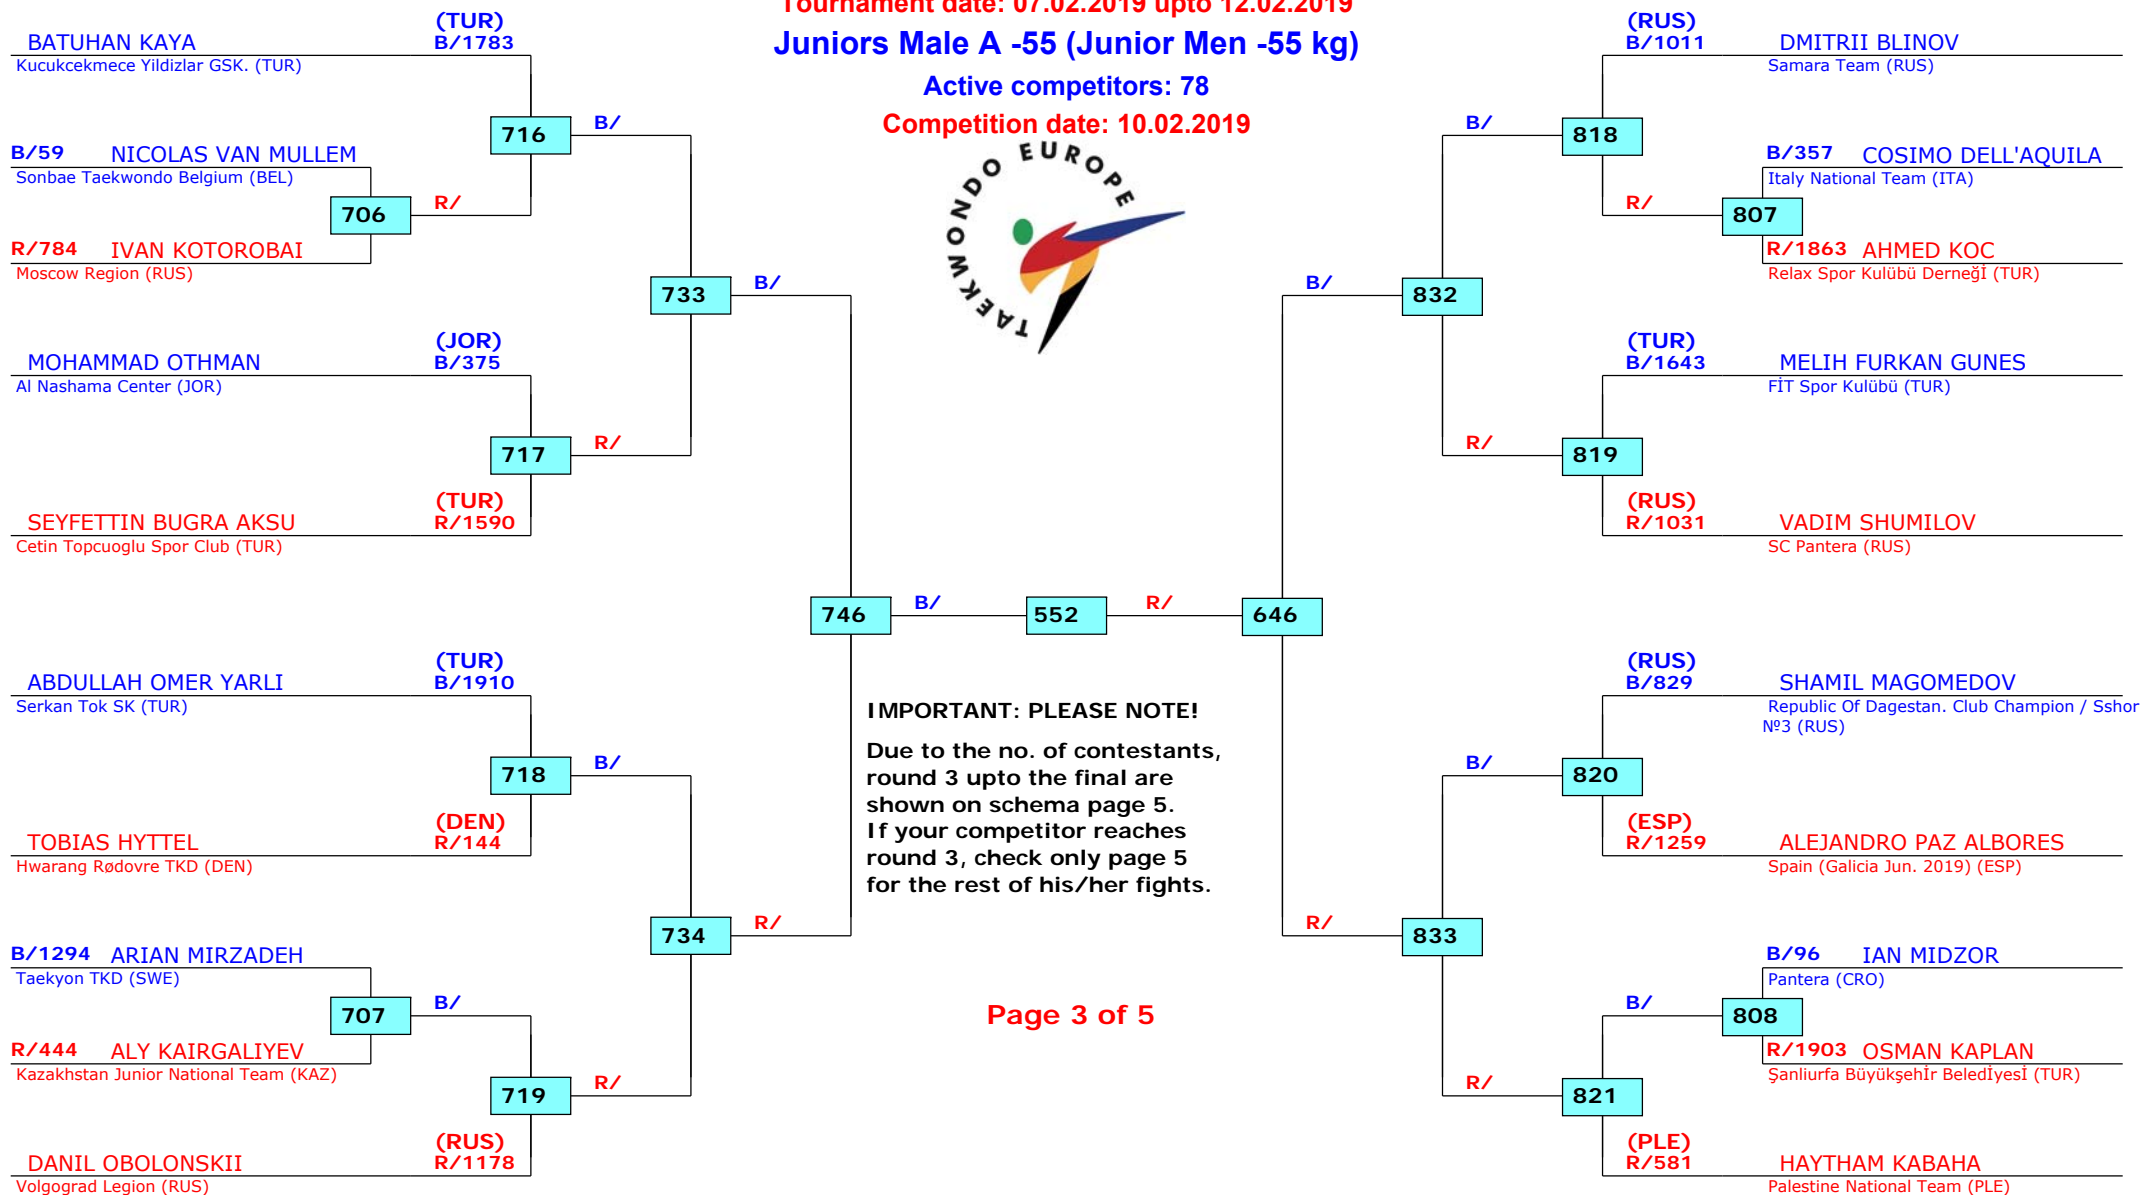 Tournament date: 07.02.2019 upto 12.02.2019
Juniors Male A -55 (Junior Men -55 kg)
Active competitors: 78
Competition date: 10.02.2019
TAEKWONDO EUROPE
(TUR)
BATUHAN KAYA B/1783
Kucukcekmece Yildizlar GSK. (TUR)
716 B/
B/59 NICOLAS VAN MULLEM
Sonbae Taekwondo Belgium (BEL)
706 R/
R/784 IVAN KOTOROBAI
Moscow Region (RUS)
733 B/
(JOR)
MOHAMMAD OTHMAN B/375
Al Nashama Center (JOR)
717 R/
(TUR)
SEYFETTIN BUGRA AKSU R/1590
Cetin Topcuoglu Spor Club (TUR)
746 B/ 552 R/ 646
(TUR)
ABDULLAH OMER YARLI B/1910
Serkan Tok SK (TUR)
718 B/
(DEN)
TOBIAS HYTTEL R/144
Hwarang Rødovre TKD (DEN)
734 R/
B/1294 ARIAN MIRZADEH
Taekyon TKD (SWE)
707 B/
R/444 ALY KAIRGALIYEV
Kazakhstan Junior National Team (KAZ)
719 R/
(RUS)
DANIL OBOLONSKII R/1178
Volgograd Legion (RUS)
IMPORTANT: PLEASE NOTE!
Due to the no. of contestants,
round 3 upto the final are
shown on schema page 5.
If your competitor reaches
round 3, check only page 5
for the rest of his/her fights.
Page 3 of 5
(RUS)
B/1011 DMITRII BLINOV
Samara Team (RUS)
B/ 818
B/357 COSIMO DELL'AQUILA
Italy National Team (ITA)
R/ 807
R/1863 AHMED KOC
Relax Spor Kulübü Derneğİ (TUR)
B/ 832
(TUR)
B/1643 MELIH FURKAN GUNES
FİT Spor Kulübü (TUR)
R/ 819
(RUS)
R/1031 VADIM SHUMILOV
SC Pantera (RUS)
(RUS)
B/829 SHAMIL MAGOMEDOV
Republic Of Dagestan. Club Champion / Sshor
№3 (RUS)
B/ 820
(ESP)
R/1259 ALEJANDRO PAZ ALBORES
Spain (Galicia Jun. 2019) (ESP)
R/ 833
B/96 IAN MIDZOR
Pantera (CRO)
B/ 808
R/1903 OSMAN KAPLAN
Şanliurfa Büyükşehİr Beledİyesİ (TUR)
R/ 821
(PLE)
R/581 HAYTHAM KABAHA
Palestine National Team (PLE)